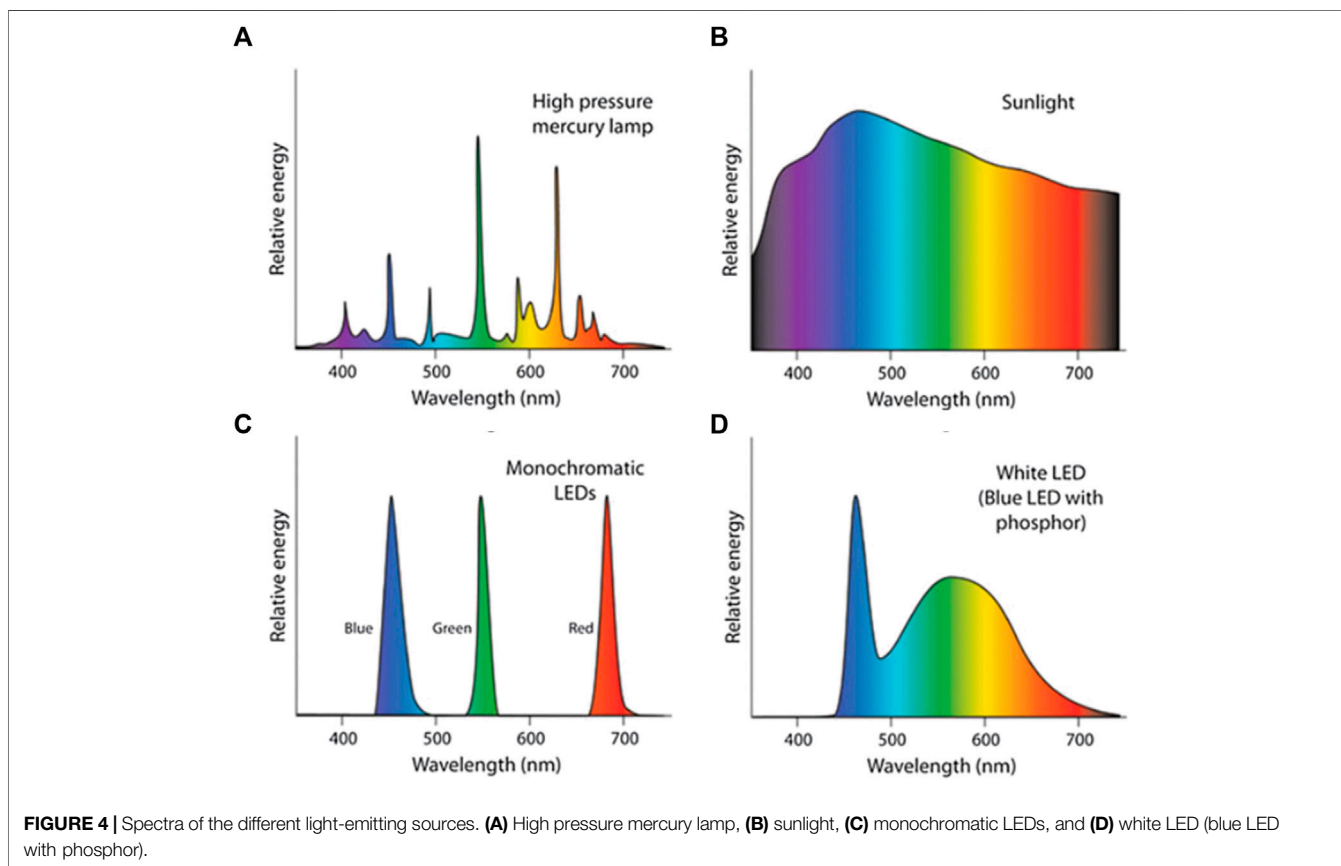 A
High pressure
mercury lamp
Relative energy
400 500 600 700
Wavelength (nm)
B
Sunlight
Relative energy
400 500 600 700
Wavelength (nm)
C
Monochromatic
LEDs
Relative energy
Blue
Green
Red
400 500 600 700
Wavelength (nm)
D
White LED
(Blue LED with
phosphor)
Relative energy
400 500 600 700
Wavelength (nm)
FIGURE 4 | Spectra of the different light-emitting sources. (A) High pressure mercury lamp, (B) sunlight, (C) monochromatic LEDs, and (D) white LED (blue LED
with phosphor).